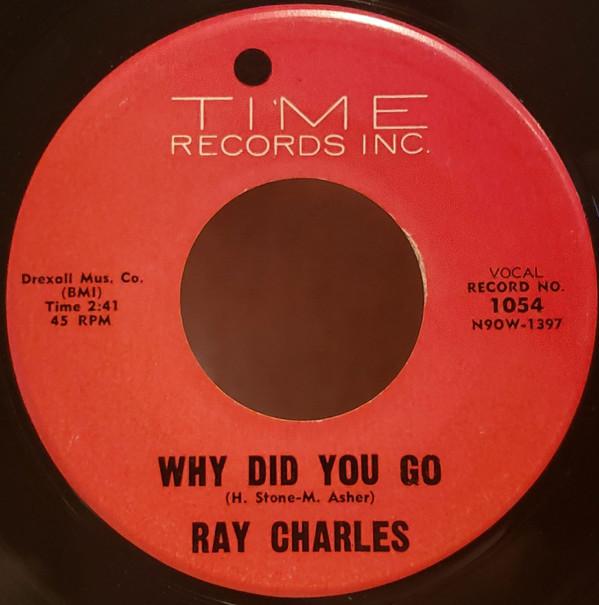 TIME
RECORDS INC.
Drexall Mus. Co.
(BMI)
Time 2:41
45 RPM
VOCAL
RECORD NO.
1054
N9OW-1397
WHY DID YOU GO
(H. Stone-M. Asher)
RAY CHARLES